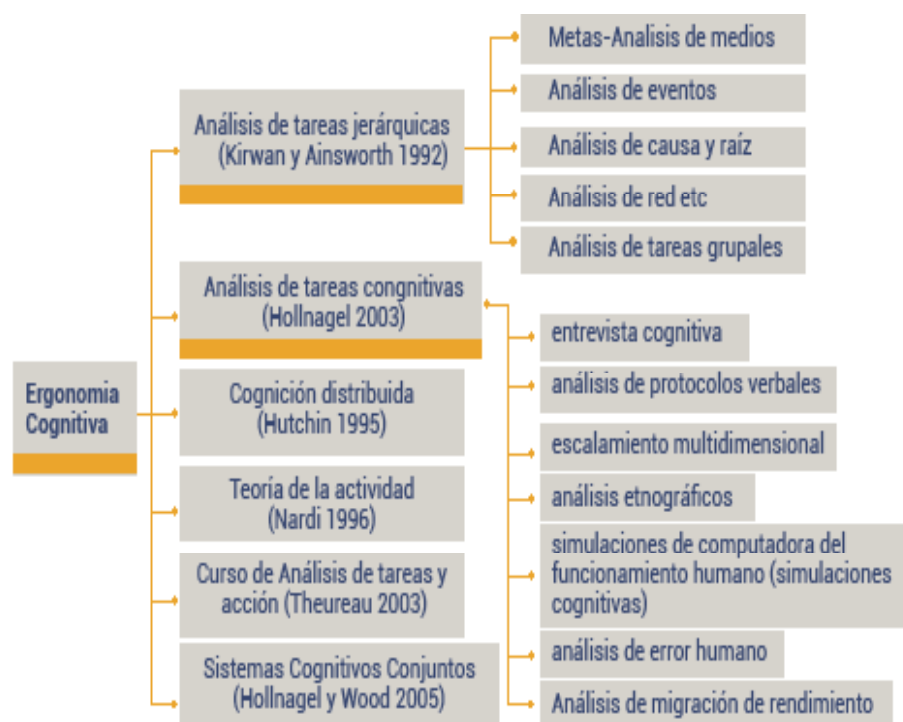 Ergonomia
Cognitiva
Análisis de tareas jerárquicas
(Kirwan y Ainsworth 1992)
Metas-Analisis de medios
Análisis de eventos
Análisis de causa y raíz
Análisis de red etc
Análisis de tareas grupales
Análisis de tareas congnitivas
(Hollnagel 2003)
entrevista cognitiva
análisis de protocolos verbales
escalamiento multidimensional
análisis etnográficos
simulaciones de computadora del
funcionamiento humano (simulaciones
cognitivas)
análisis de error humano
Análisis de migración de rendimiento
Cognición distribuida
(Hutchin 1995)
Teoría de la actividad
(Nardi 1996)
Curso de Análisis de tareas y
acción (Theureau 2003)
Sistemas Cognitivos Conjuntos
(Hollnagel y Wood 2005)